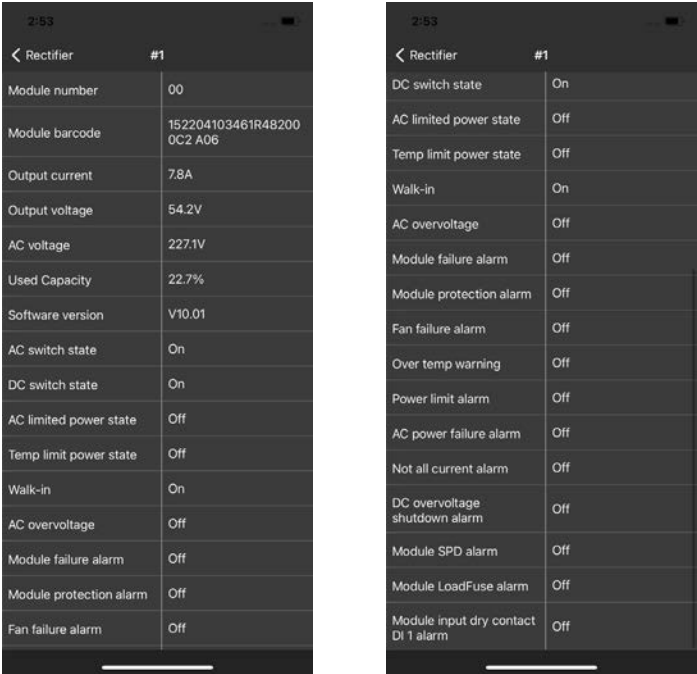 2:53
Rectifier #1
Module number 00
Module barcode 152204103461R48200
0C2 A06
Output current 7.8A
Output voltage 54.2V
AC voltage 227.1V
Used Capacity 22.7%
Software version V10.01
AC switch state On
DC switch state On
AC limited power state Off
Temp limit power state Off
Walk-in On
AC overvoltage Off
Module failure alarm Off
Module protection alarm Off
Fan failure alarm Off
2:53
Rectifier #1
DC switch state On
AC limited power state Off
Temp limit power state Off
Walk-in On
AC overvoltage Off
Module failure alarm Off
Module protection alarm Off
Fan failure alarm Off
Over temp warning Off
Power limit alarm Off
AC power failure alarm Off
Not all current alarm Off
DC overvoltage
shutdown alarm Off
Module SPD alarm Off
Module LoadFuse alarm Off
Module input dry contact
DI 1 alarm Off